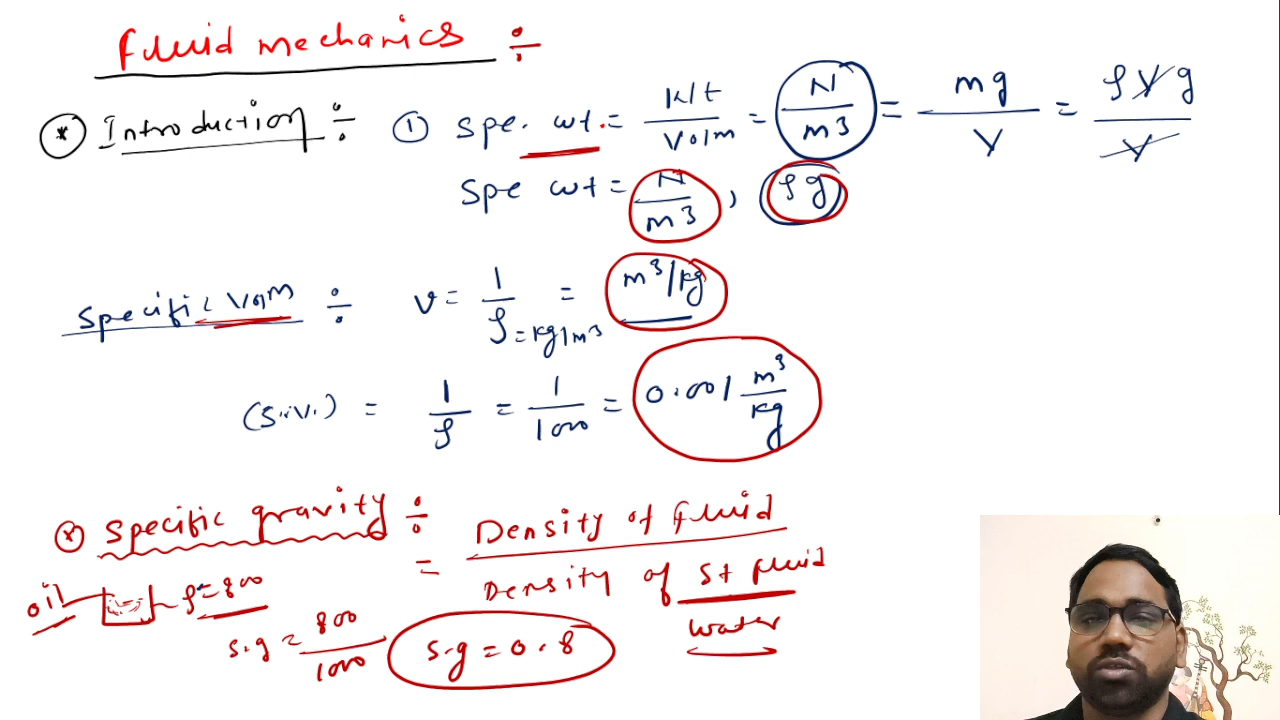 Fluid mechanics ÷
* Introduction ÷ ① Spe. wt. = wt / Volm = N / m3 = mg / V = ρVg / V
Spe wt = N / m3 , ρg
Specific Volm ÷ v = 1 / ρ = kg/m3 = m³/kg
(S.V.) = 1 / ρ = 1 / 1000 = 0.001 m³ / kg
* Specific gravity ÷ = Density of fluid / Density of St fluid
water
oil ρ = 800
S.g = 800 / 1000 S.g = 0.8